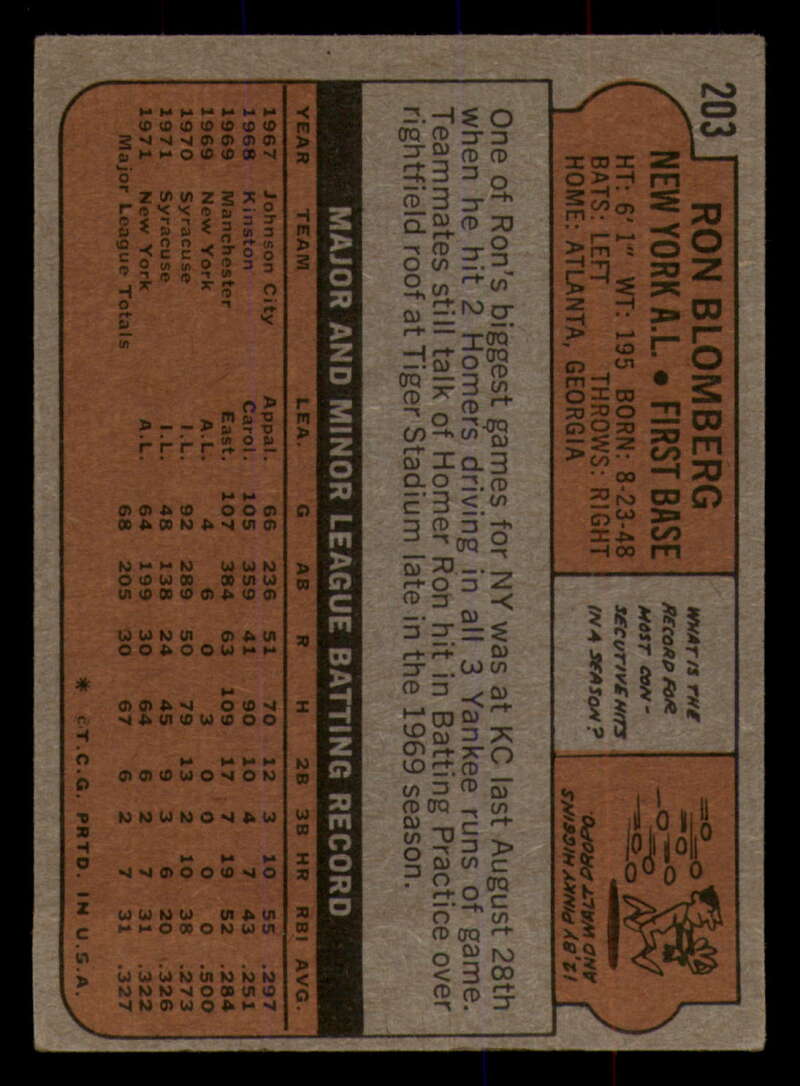 203
RON BLOMBERG
NEW YORK A.L. • FIRST BASE
HT: 6' 1" WT: 195 BORN: 8-23-48
BATS: LEFT THROWS: RIGHT
HOME: ATLANTA, GEORGIA
WHAT IS THE
RECORD FOR
MOST CON-
SECUTIVE HITS
IN A SEASON?
12, BY PINKY HIGGINS
AND WALT DROPO.
One of Ron's biggest games for NY was at KC last August 28th
when he hit 2 Homers driving in all 3 Yankee runs of game.
Teammates still talk of Homer Ron hit in Batting Practice over
rightfield roof at Tiger Stadium late in the 1969 season.
MAJOR AND MINOR LEAGUE BATTING RECORD
YEAR TEAM LEA. G AB R H 2B 3B HR RBI AVG.
1967 Johnson City Appal. 66 236 51 70 12 3 10 55 .297
1968 Kinston Carol. 105 359 41 90 10 4 7 43 .251
1969 Manchester East. 107 384 63 109 17 7 19 52 .284
1969 New York A.L. 4 6 0 3 0 0 0 0 .500
1970 Syracuse I.L. 92 289 50 79 13 2 10 38 .273
1971 Syracuse I.L. 48 138 24 45 9 3 6 20 .326
1971 New York A.L. 64 199 30 64 6 2 7 31 .322
Major League Totals 68 205 30 67 6 2 7 31 .327
* ©T.C.G. PRTD. IN U.S.A.